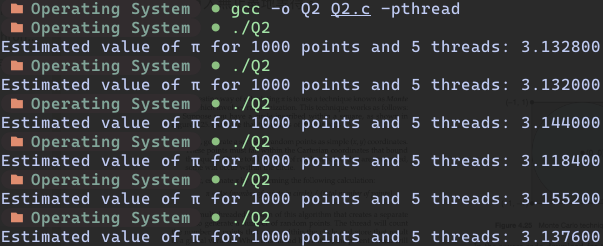 Operating System ● gcc -o Q2 Q2.c -pthread
Operating System ● ./Q2
Estimated value of π for 1000 points and 5 threads: 3.132800
Operating System ● ./Q2
Estimated value of π for 1000 points and 5 threads: 3.132000
Operating System ● ./Q2
Estimated value of π for 1000 points and 5 threads: 3.144000
Operating System ● ./Q2
Estimated value of π for 1000 points and 5 threads: 3.118400
Operating System ● ./Q2
Estimated value of π for 1000 points and 5 threads: 3.155200
Operating System ● ./Q2
Estimated value of π for 1000 points and 5 threads: 3.137600